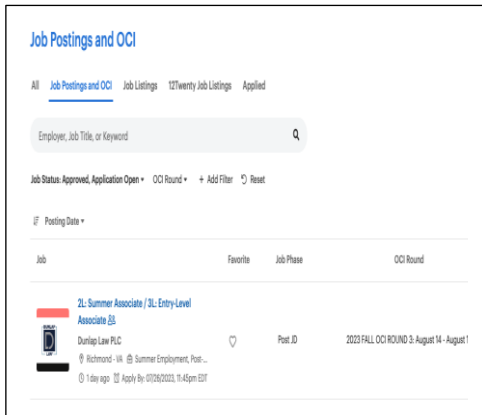 Job Postings and OCI
All Job Postings and OCI Job Listings 12Twenty Job Listings Applied
Employer, Job Title, or Keyword
Job Status: Approved, Application Open OCI Round + Add Filter Reset
Posting Date
Job Favorite Job Phase OCI Round
2L: Summer Associate / 3L: Entry-Level
Associate
DUNLAP
LAW
Dunlap Law PLC
Post JD 2023 FALL OCI ROUND 3: August 14 - August 1
Richmond - VA Summer Employment, Post-...
1 day ago Apply By: 07/26/2023, 11:45pm EDT